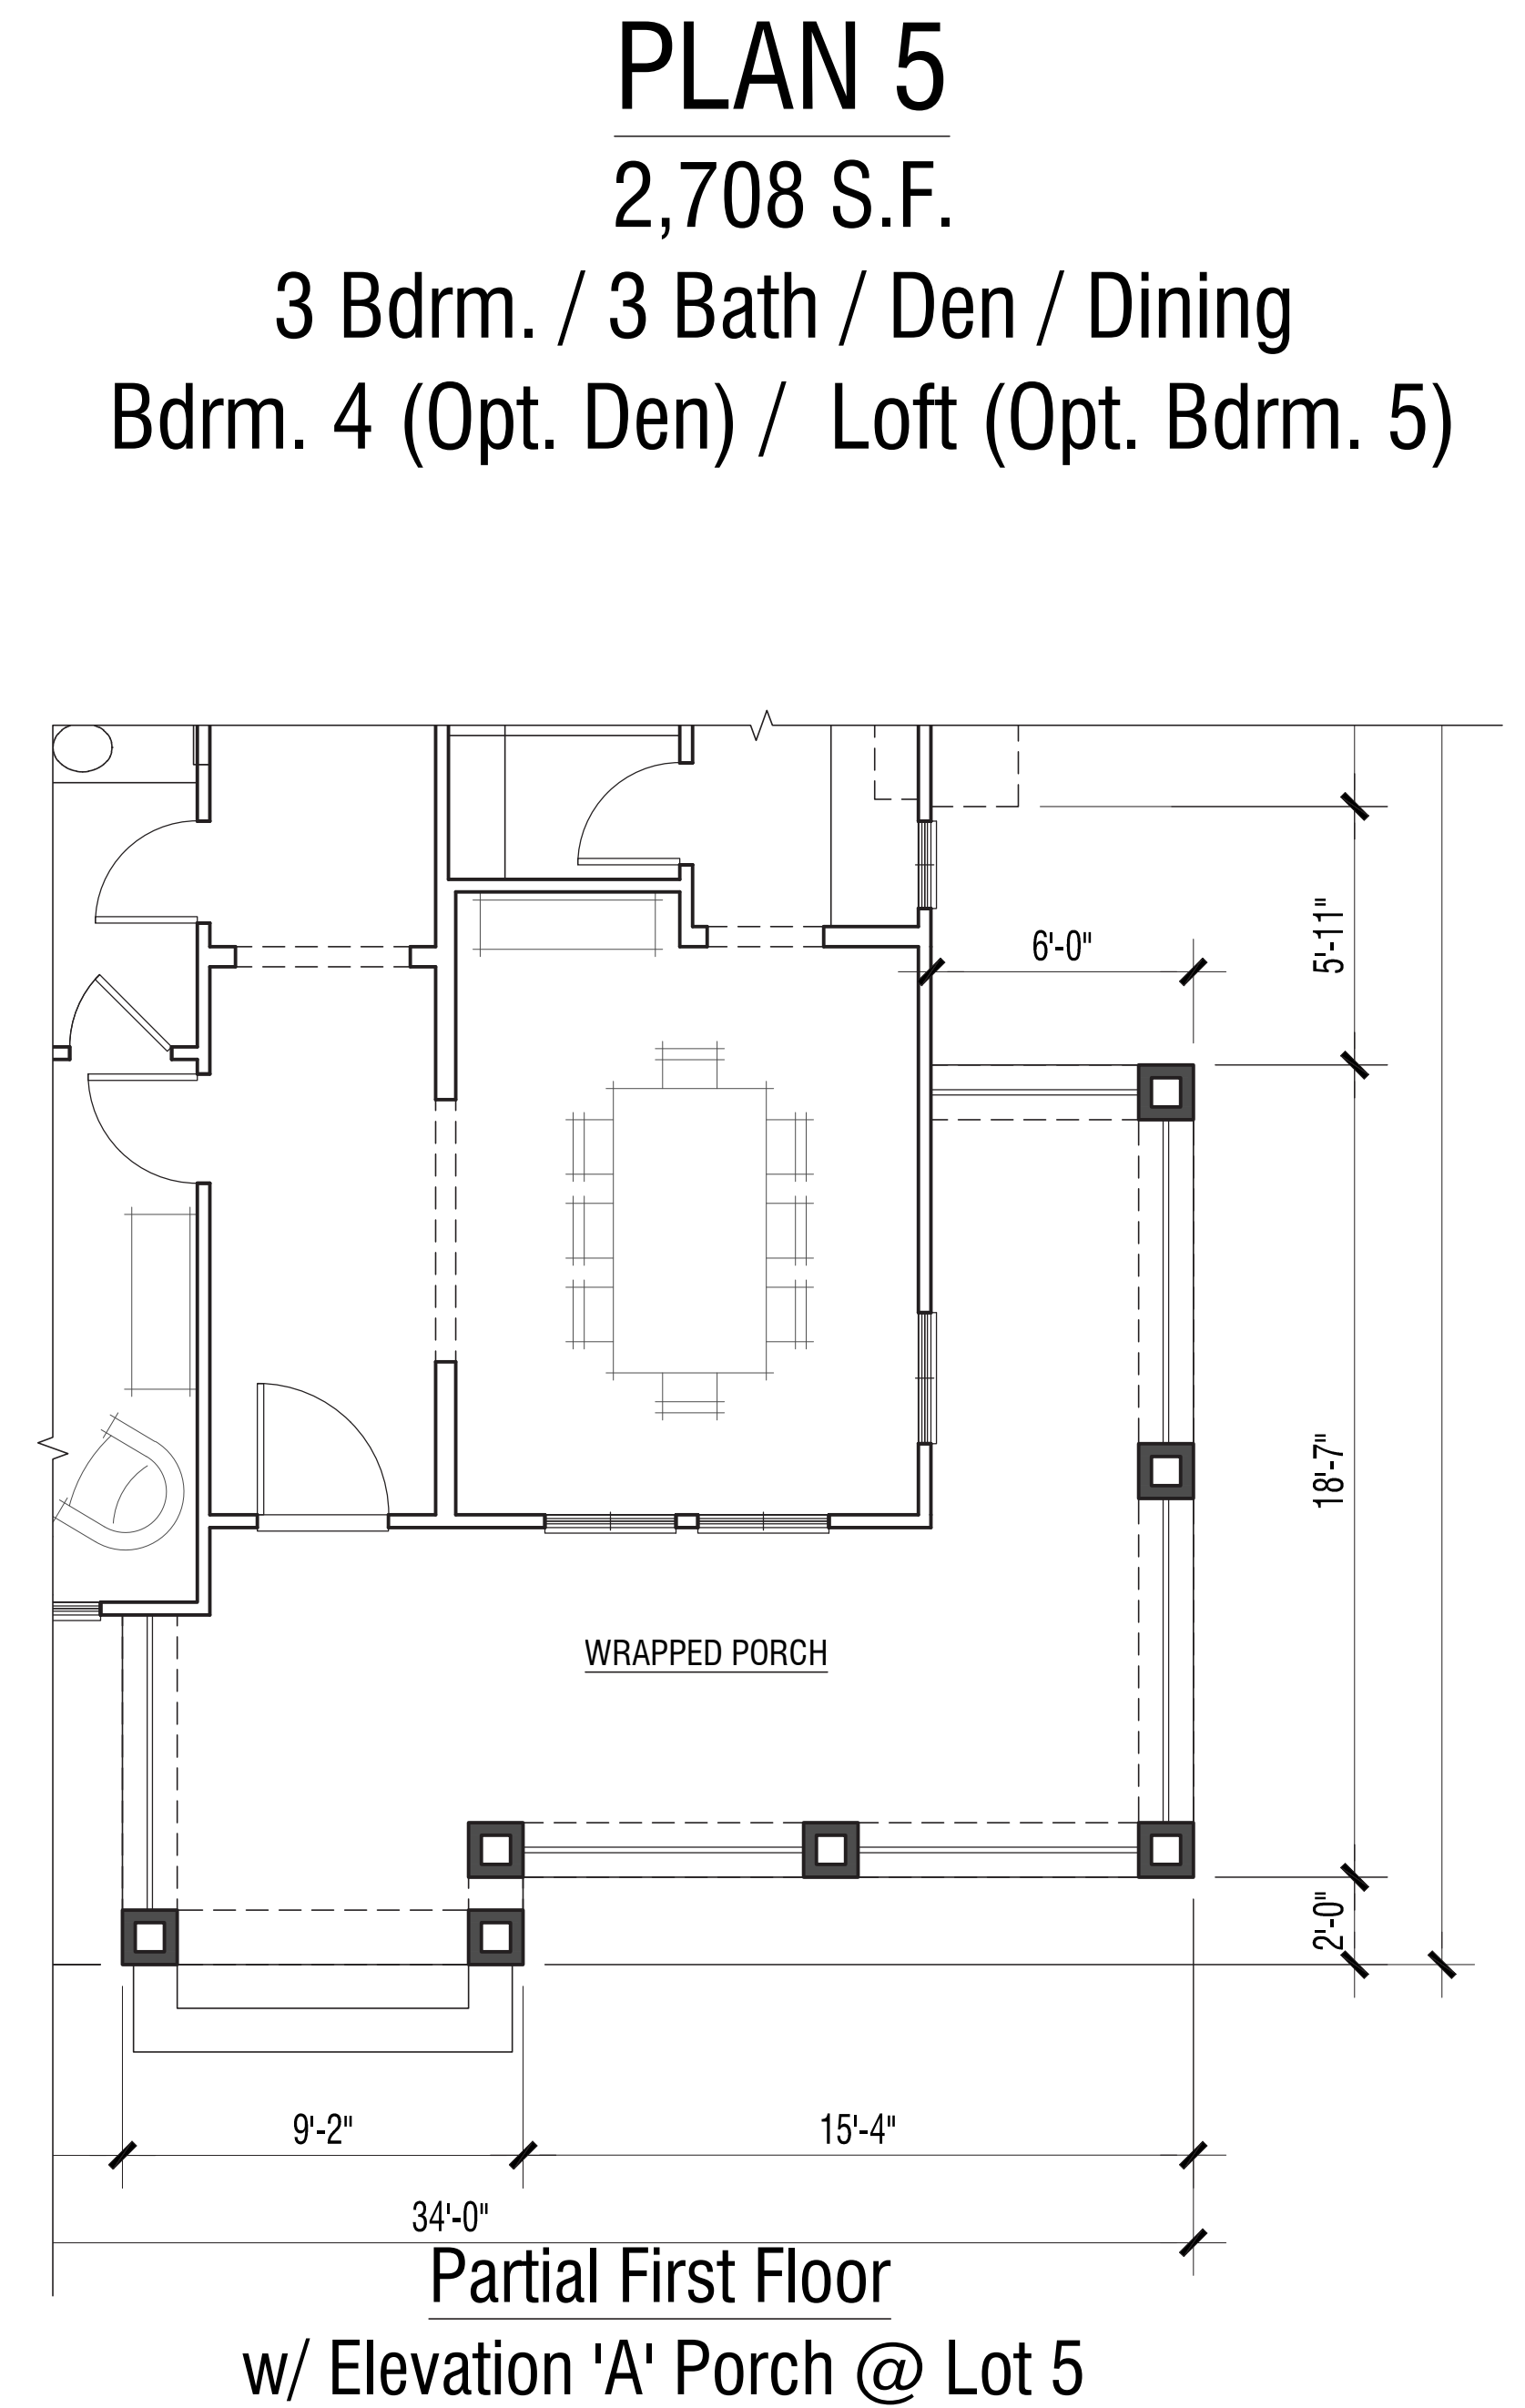 PLAN 5
2,708 S.F.
3 Bdrm. / 3 Bath / Den / Dining
Bdrm. 4 (Opt. Den) / Loft (Opt. Bdrm. 5)
6'-0"
5'-11"
18'-7"
WRAPPED PORCH
2'-0"
9'-2"
15'-4"
34'-0"
Partial First Floor
w/ Elevation 'A' Porch @ Lot 5